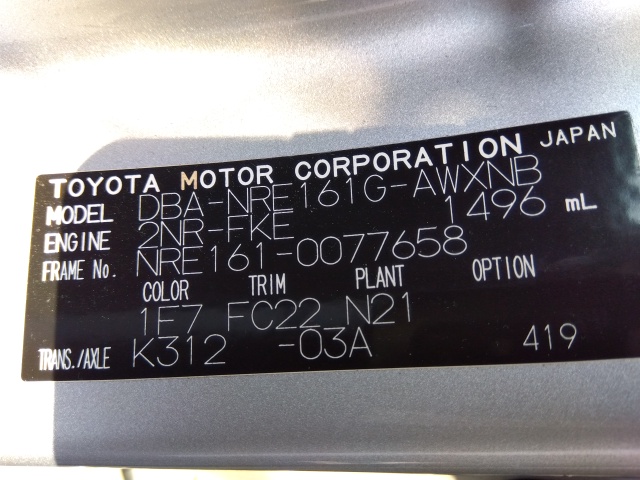 TOYOTA MOTOR CORPORATION JAPAN
MODEL DBA-NRE161G-AWXNB
ENGINE 2NR-FKE 1496 mL
FRAME No. NRE161-0077658
COLOR TRIM PLANT OPTION
1F7 FC22 N21
TRANS./AXLE K312 -03A 419